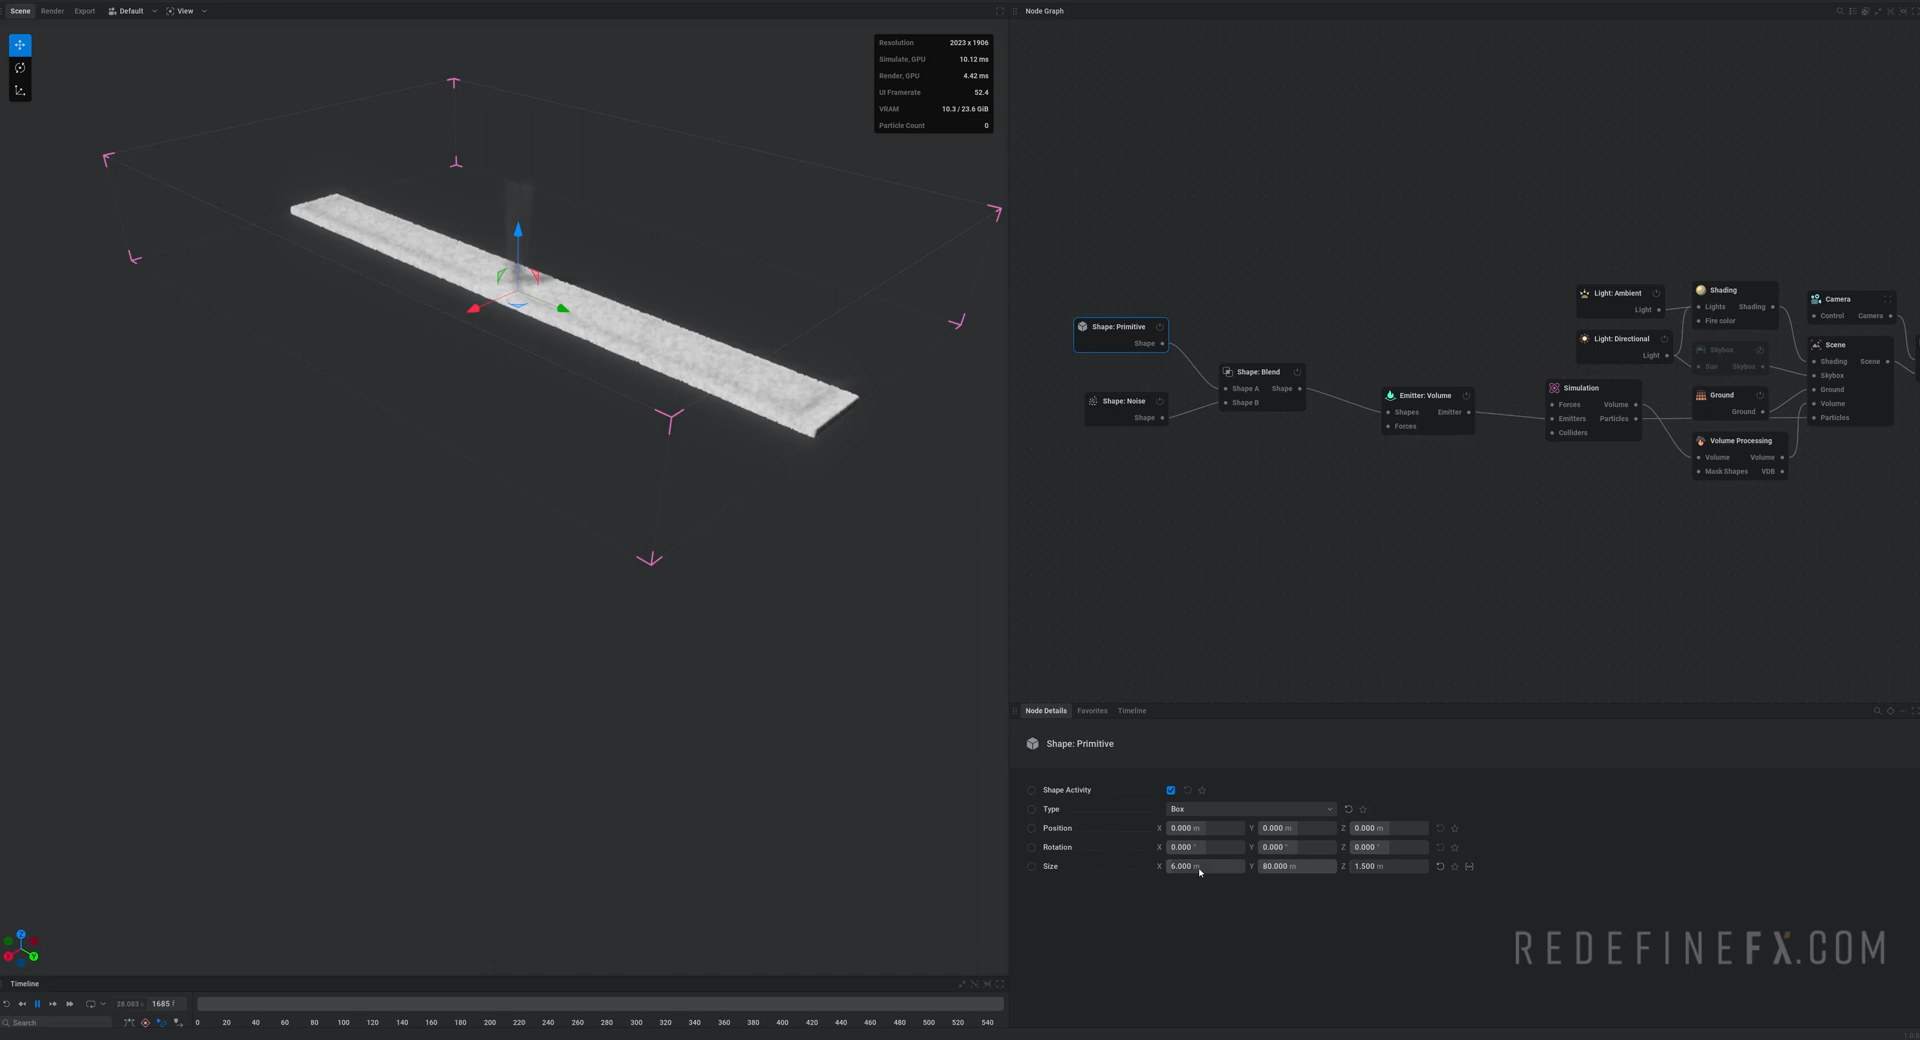 Scene Render Export Default View
Node Graph
Resolution 2023 x 1906
Simulate, GPU 10.12 ms
Render, GPU 4.42 ms
UI Framerate 52.4
VRAM 10.3 / 23.6 GiB
Particle Count 0
Shape: Primitive
Shape
Shape: Noise
Shape
Shape: Blend
Shape A Shape
Shape B
Emitter: Volume
Shapes Emitter
Forces
Simulation
Forces Volume
Emitters Particles
Colliders
Light: Ambient
Light
Light: Directional
Light
Shading
Lights Shading
Fire color
Skybox
Sun Skybox
Ground
Ground
Volume Processing
Volume Volume
Mask Shapes VDB
Camera
Control Camera
Scene
Shading Scene
Skybox
Ground
Volume
Particles
Node Details Favorites Timeline
Shape: Primitive
Shape Activity
Type Box
Position X 0.000 m Y 0.000 m Z 0.000 m
Rotation X 0.000 ° Y 0.000 ° Z 0.000 °
Size X 6.000 m Y 80.000 m Z 1.500 m
REDEFINEFX.COM
Z
X Y
Timeline
28.083 s 1685 f
Search
0 20 40 60 80 100 120 140 160 180 200 220 240 260 280 300 320 340 360 380 400 420 440 460 480 500 520 540